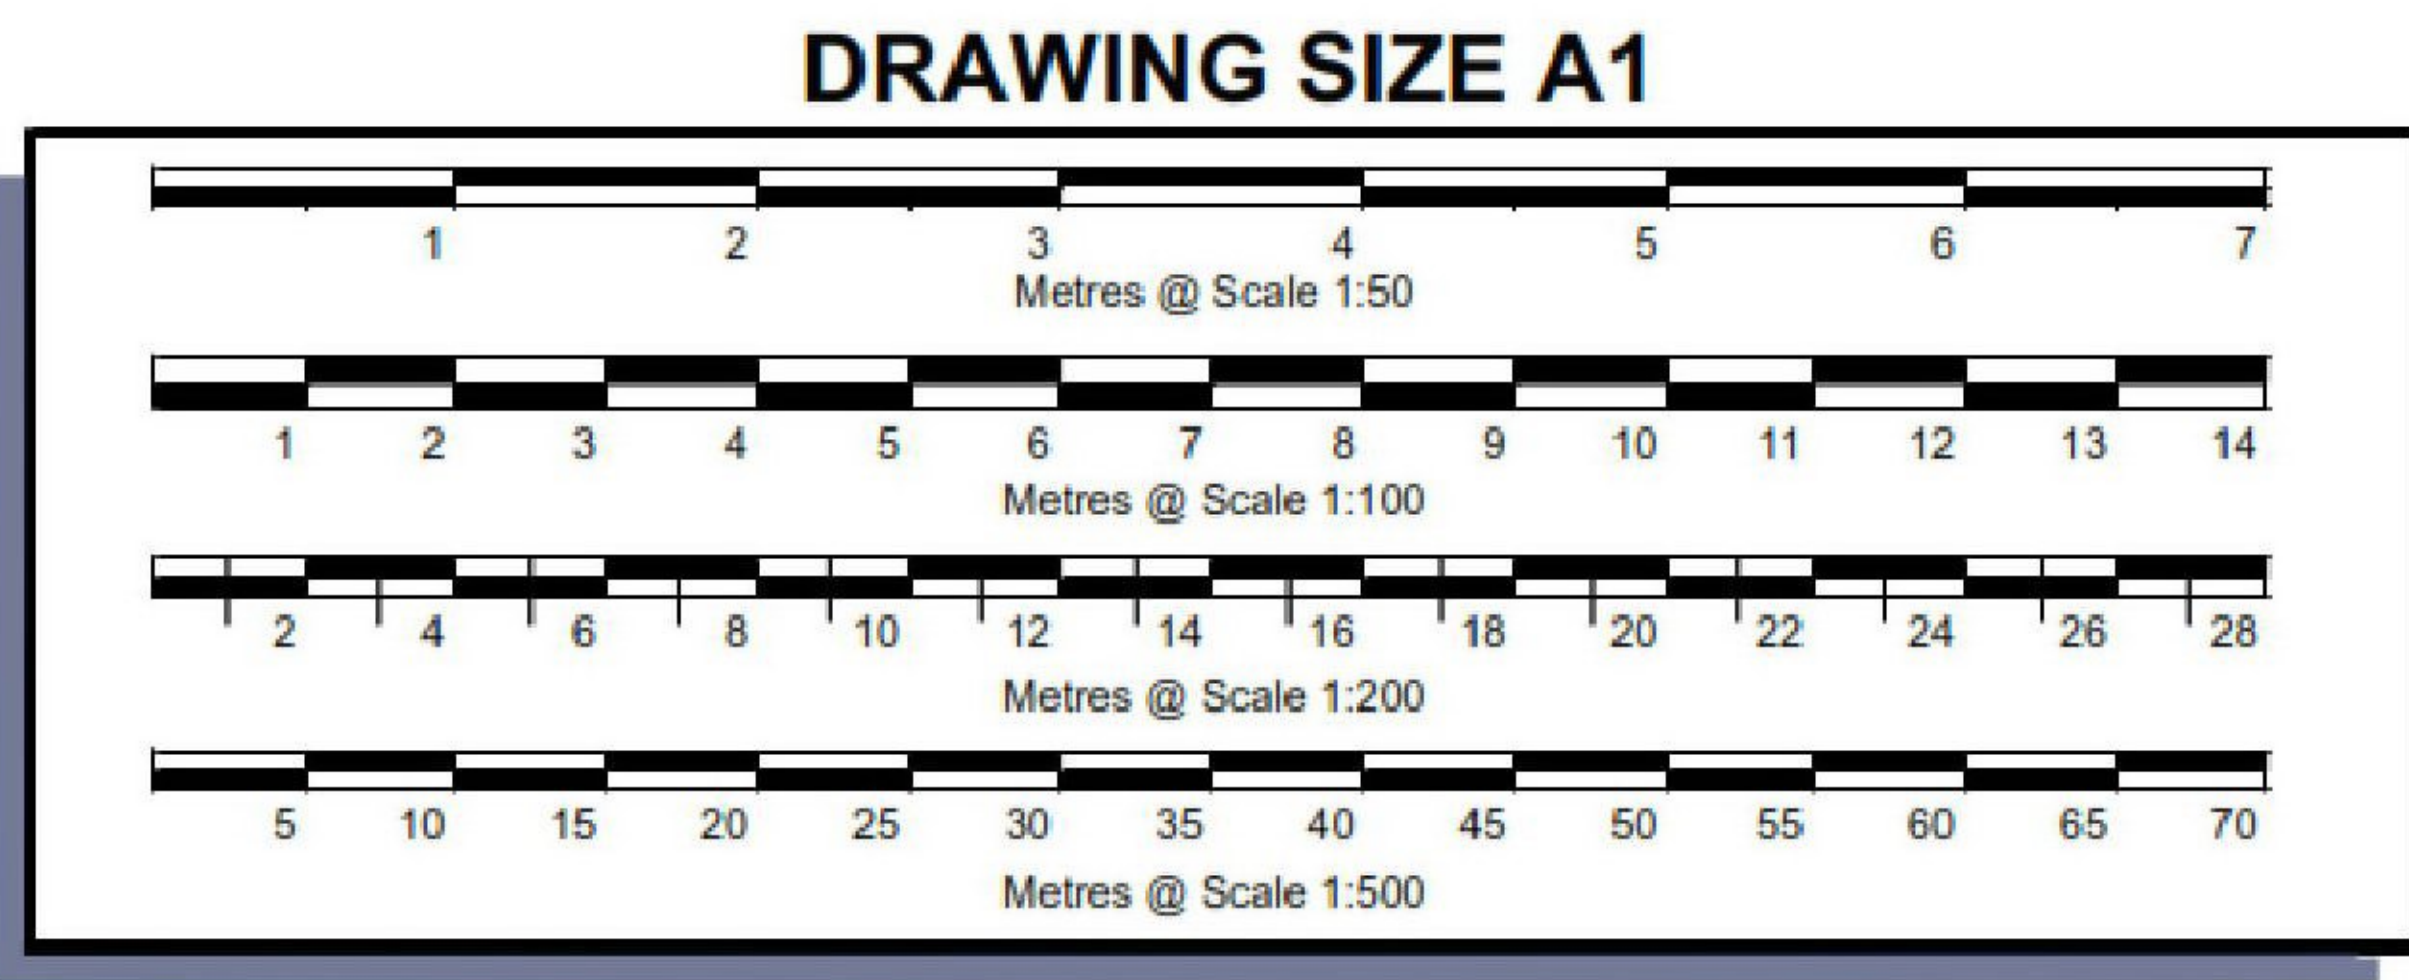 DRAWING SIZE A1
1 2 3 4 5 6 7
Metres @ Scale 1:50
1 2 3 4 5 6 7 8 9 10 11 12 13 14
Metres @ Scale 1:100
2 4 6 8 10 12 14 16 18 20 22 24 26 28
Metres @ Scale 1:200
5 10 15 20 25 30 35 40 45 50 55 60 65 70
Metres @ Scale 1:500